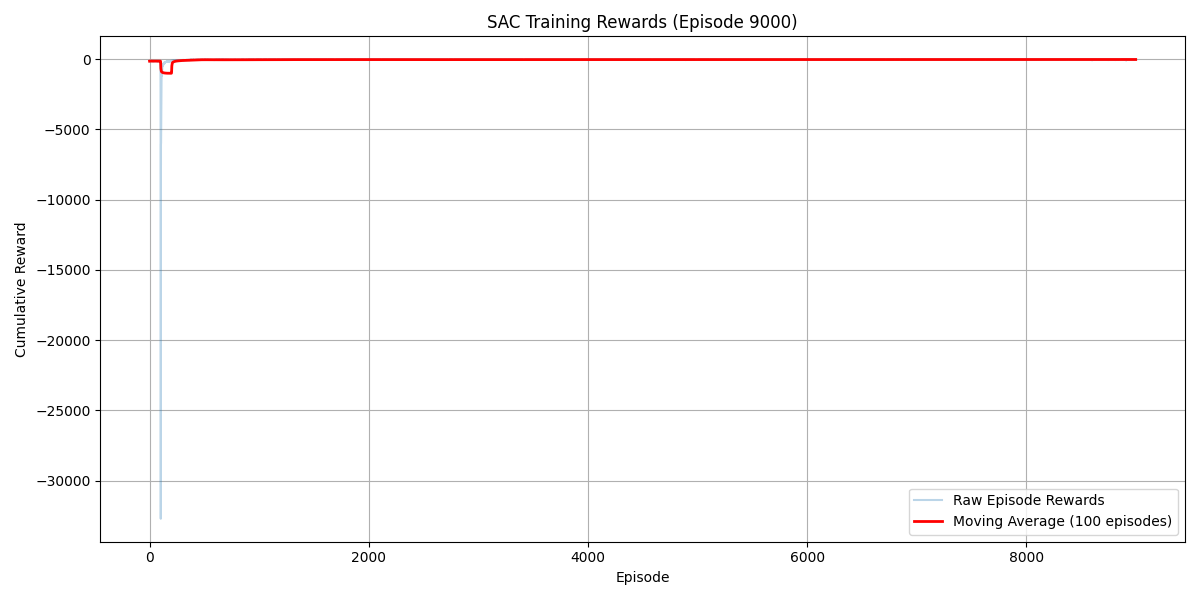 SAC Training Rewards (Episode 9000)
Cumulative Reward
0
−5000
−10000
−15000
−20000
−25000
−30000
0
2000
4000
6000
8000
Episode
Raw Episode Rewards
Moving Average (100 episodes)